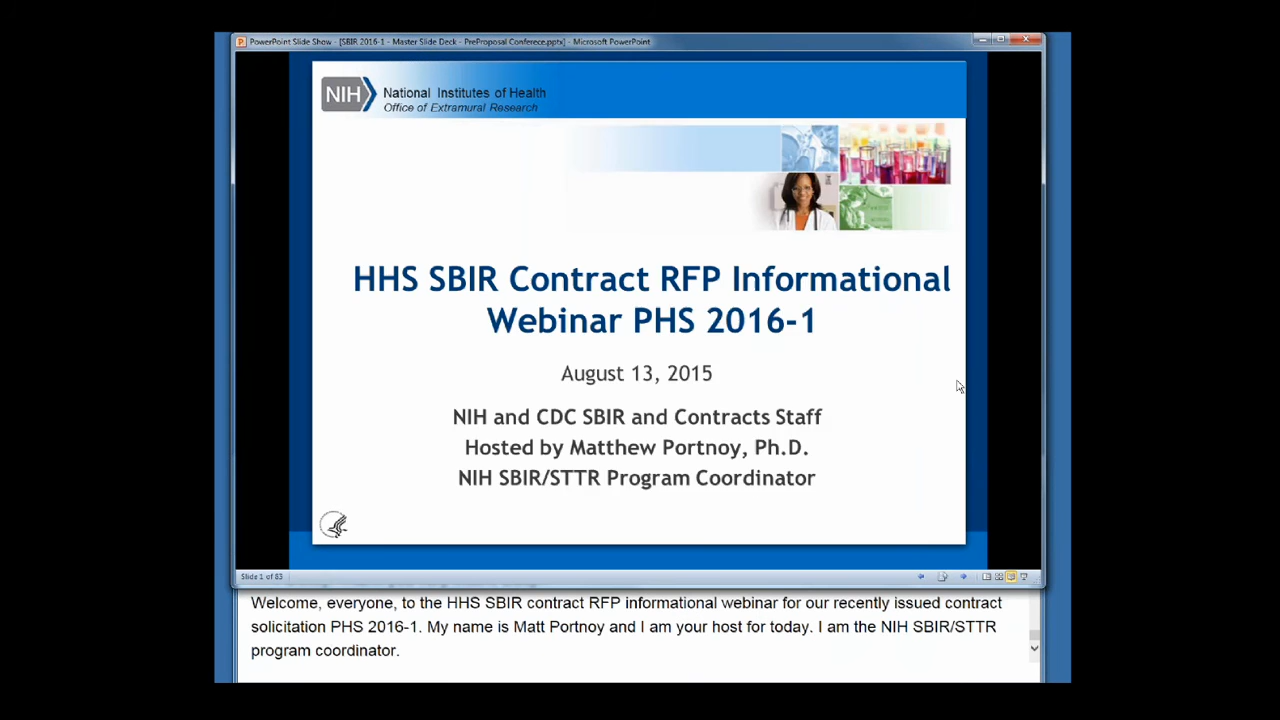 PowerPoint Slide Show - [SBIR 2016-1 - Master Slide Deck - PreProposal Conferece.pptx] - Microsoft PowerPoint
NIH
National Institutes of Health
Office of Extramural Research
HHS SBIR Contract RFP Informational
Webinar PHS 2016-1
August 13, 2015
NIH and CDC SBIR and Contracts Staff
Hosted by Matthew Portnoy, Ph.D.
NIH SBIR/STTR Program Coordinator
Slide 1 of 83
Welcome, everyone, to the HHS SBIR contract RFP informational webinar for our recently issued contract
solicitation PHS 2016-1. My name is Matt Portnoy and I am your host for today. I am the NIH SBIR/STTR
program coordinator.